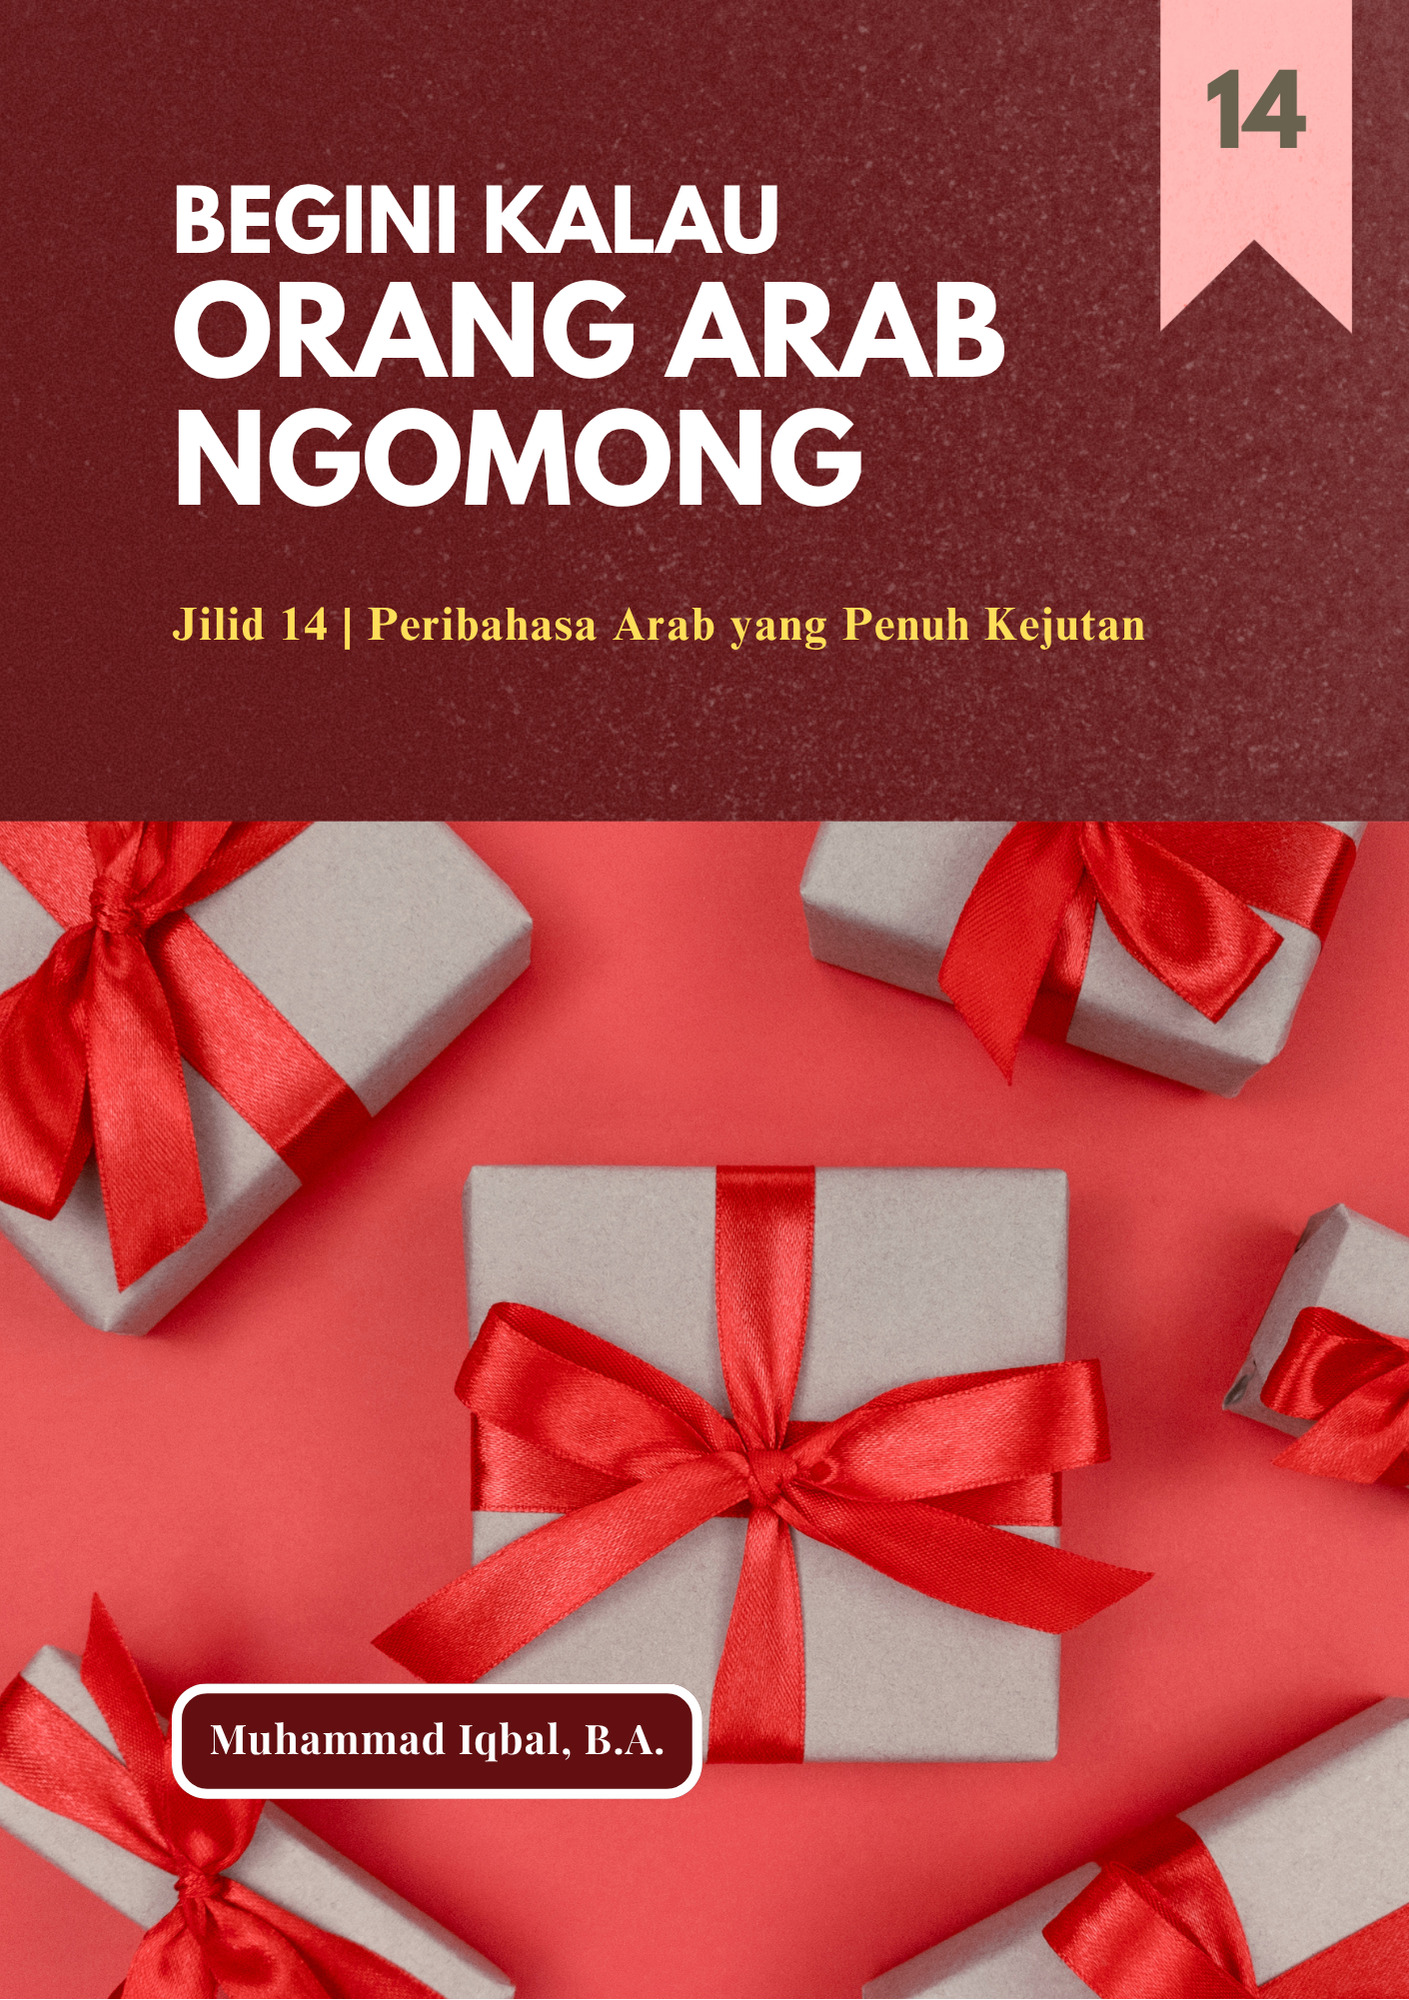 14
BEGINI KALAU
ORANG ARAB
NGOMONG
Jilid 14 | Peribahasa Arab yang Penuh Kejutan
Muhammad Iqbal, B.A.